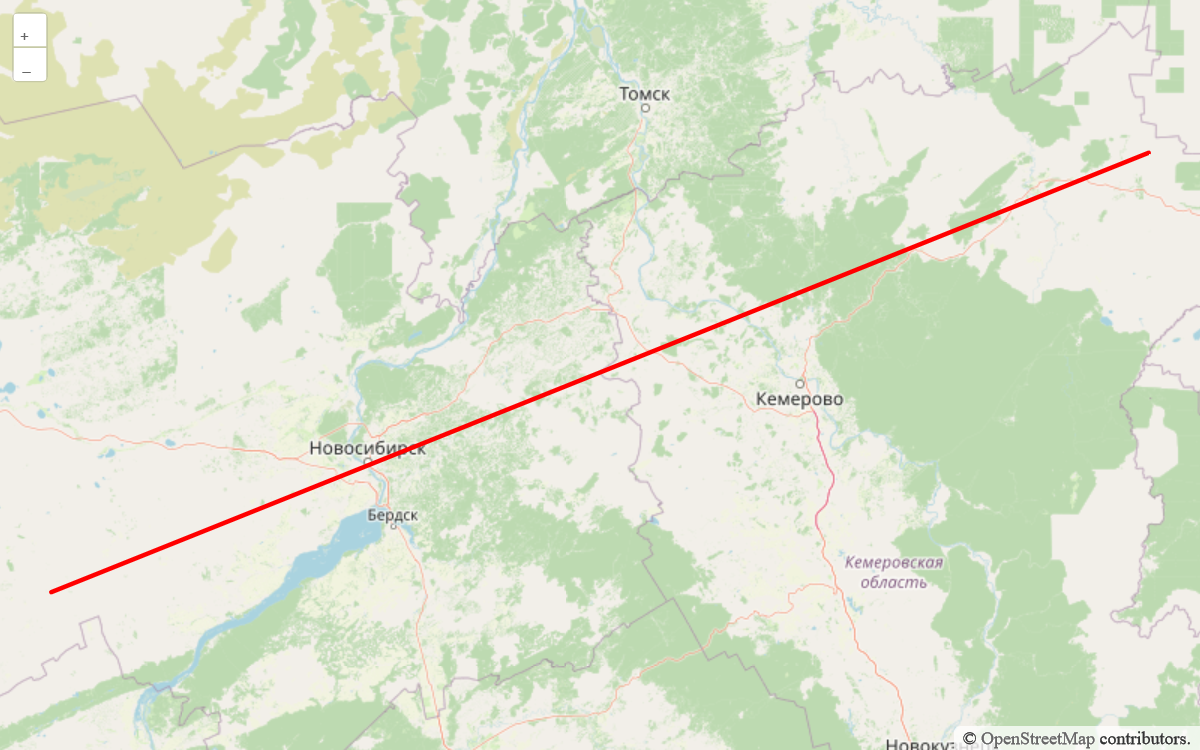 +
–
Томск
Кемерово
Новосибирск
Бердск
Кемеровская
область
© OpenStreetMap contributors.